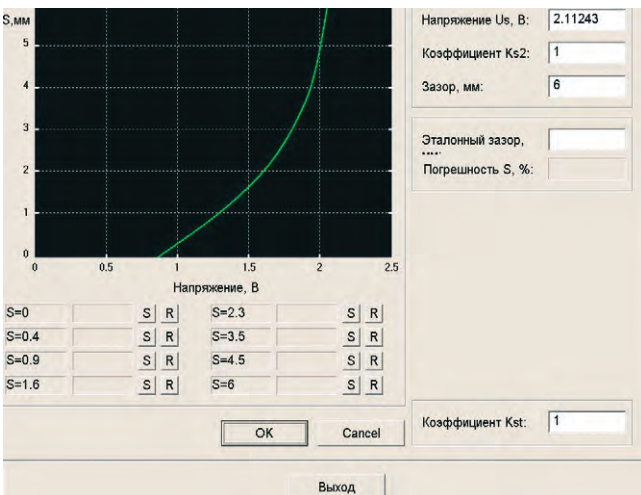 S,мм
5
4
3
2
1
0
0 0.5 1 1.5 2 2.5
Напряжение, В
S=0 S R S=2.3 S R
S=0.4 S R S=3.5 S R
S=0.9 S R S=4.5 S R
S=1.6 S R S=6 S R
OK Cancel
Выход
Напряжение Us, В: 2.11243
Коэффициент Ks2: 1
Зазор, мм: 6
Эталонный зазор,
Погрешность S, %:
Коэффициент Kst: 1